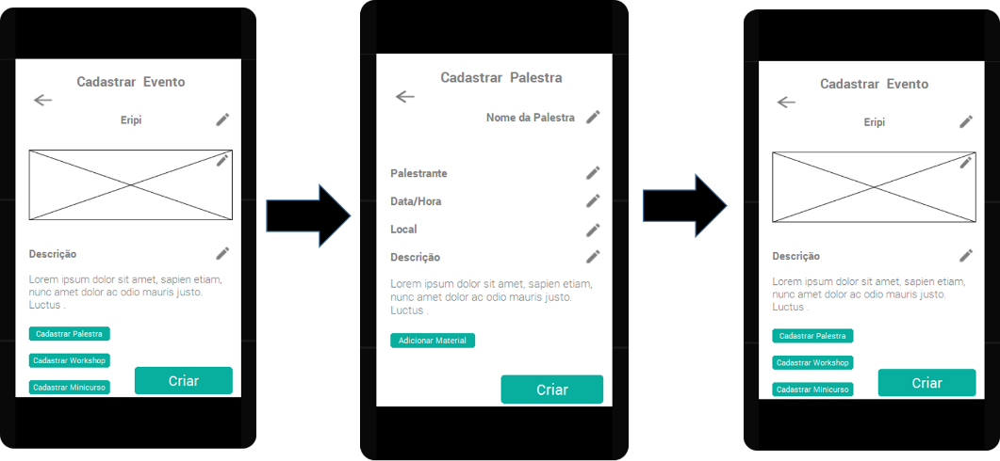 Cadastrar Evento
Eripi
Descrição
Lorem ipsum dolor sit amet, sapien etiam,
nunc amet dolor ac odio mauris justo.
Luctus .
Cadastrar Palestra
Cadastrar Workshop
Cadastrar Minicurso
Criar
Cadastrar Palestra
Nome da Palestra
Palestrante
Data/Hora
Local
Descrição
Lorem ipsum dolor sit amet, sapien etiam,
nunc amet dolor ac odio mauris justo.
Luctus .
Adicionar Material
Criar
Cadastrar Evento
Eripi
Descrição
Lorem ipsum dolor sit amet, sapien etiam,
nunc amet dolor ac odio mauris justo.
Luctus .
Cadastrar Palestra
Cadastrar Workshop
Cadastrar Minicurso
Criar